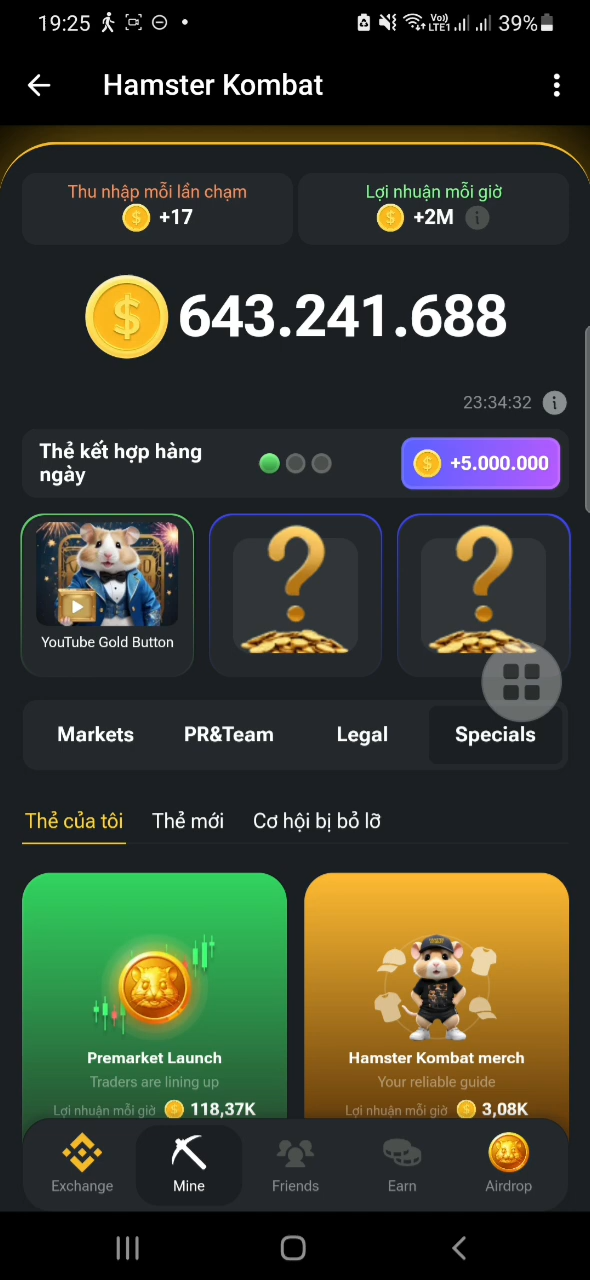 19:25
Vo)) LTE1 39%
Hamster Kombat
Thu nhập mỗi lần chạm
+17
Lợi nhuận mỗi giờ
+2M
643.241.688
23:34:32
Thẻ kết hợp hàng
ngày
+5.000.000
YouTube Gold Button
Markets PR&Team Legal Specials
Thẻ của tôi Thẻ mới Cơ hội bị bỏ lỡ
Premarket Launch
Traders are lining up
Lợi nhuận mỗi giờ 118,37K
Hamster Kombat merch
Your reliable guide
Lợi nhuận mỗi giờ 3,08K
Exchange Mine Friends Earn Airdrop